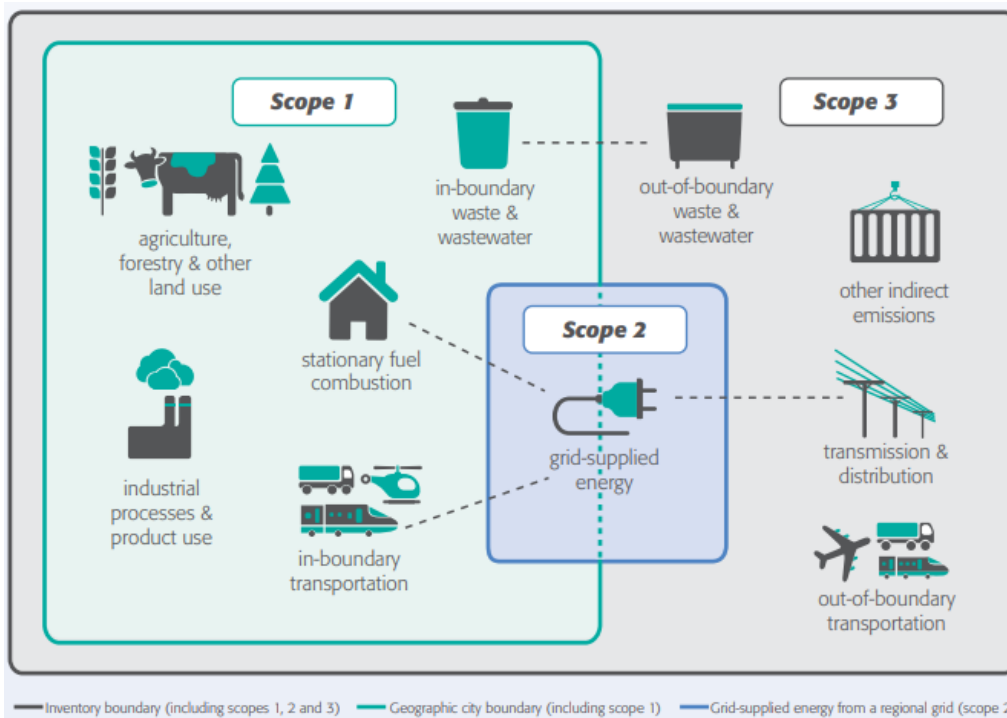 Scope 1
Scope 3
in-boundary
waste &
wastewater
out-of-boundary
waste &
wastewater
agriculture,
forestry & other
land use
other indirect
emissions
Scope 2
stationary fuel
combustion
grid-supplied
energy
transmission &
distribution
industrial
processes &
product use
in-boundary
transportation
out-of-boundary
transportation
Inventory boundary (including scopes 1, 2 and 3) Geographic city boundary (including scope 1) Grid-supplied energy from a regional grid (scope